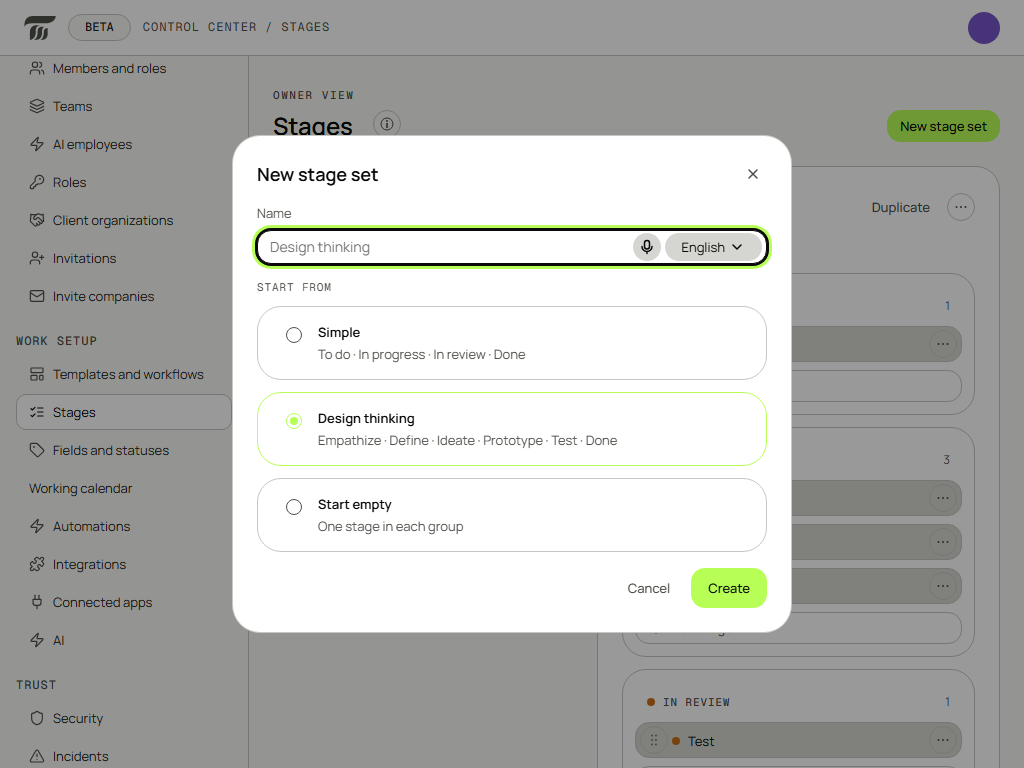 BETA
CONTROL CENTER / STAGES
Members and roles
Teams
AI employees
Roles
Client organizations
Invitations
Invite companies
WORK SETUP
Templates and workflows
Stages
Fields and statuses
Working calendar
Automations
Integrations
Connected apps
AI
TRUST
Security
Incidents
OWNER VIEW
Stages
New stage set
Duplicate
1
3
IN REVIEW
1
Test
New stage set
Name
Design thinking
English
START FROM
Simple
To do · In progress · In review · Done
Design thinking
Empathize · Define · Ideate · Prototype · Test · Done
Start empty
One stage in each group
Cancel
Create